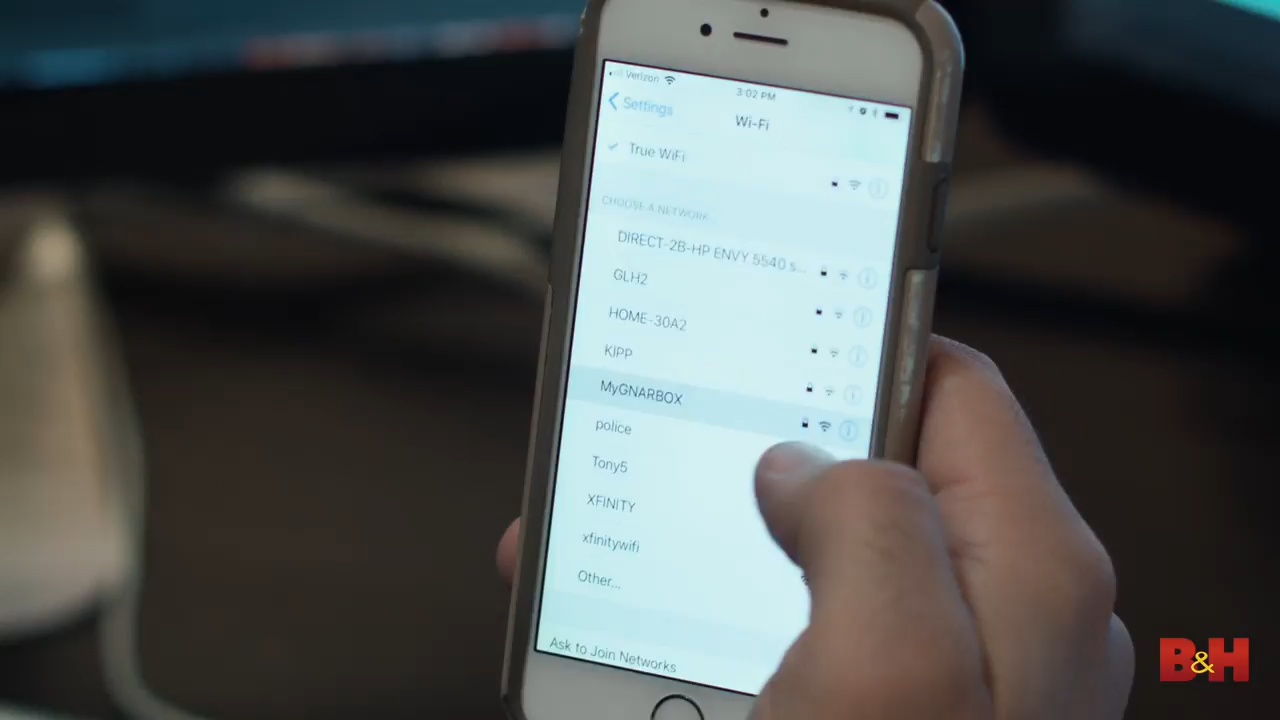 Verizon
3:02 PM
Settings
Wi-Fi
True WiFi
CHOOSE A NETWORK...
DIRECT-2B-HP ENVY 5540 s...
GLH2
HOME-30A2
KIPP
MyGNARBOX
police
Tony5
XFINITY
xfinitywifi
Other...
Ask to Join Networks
B&H